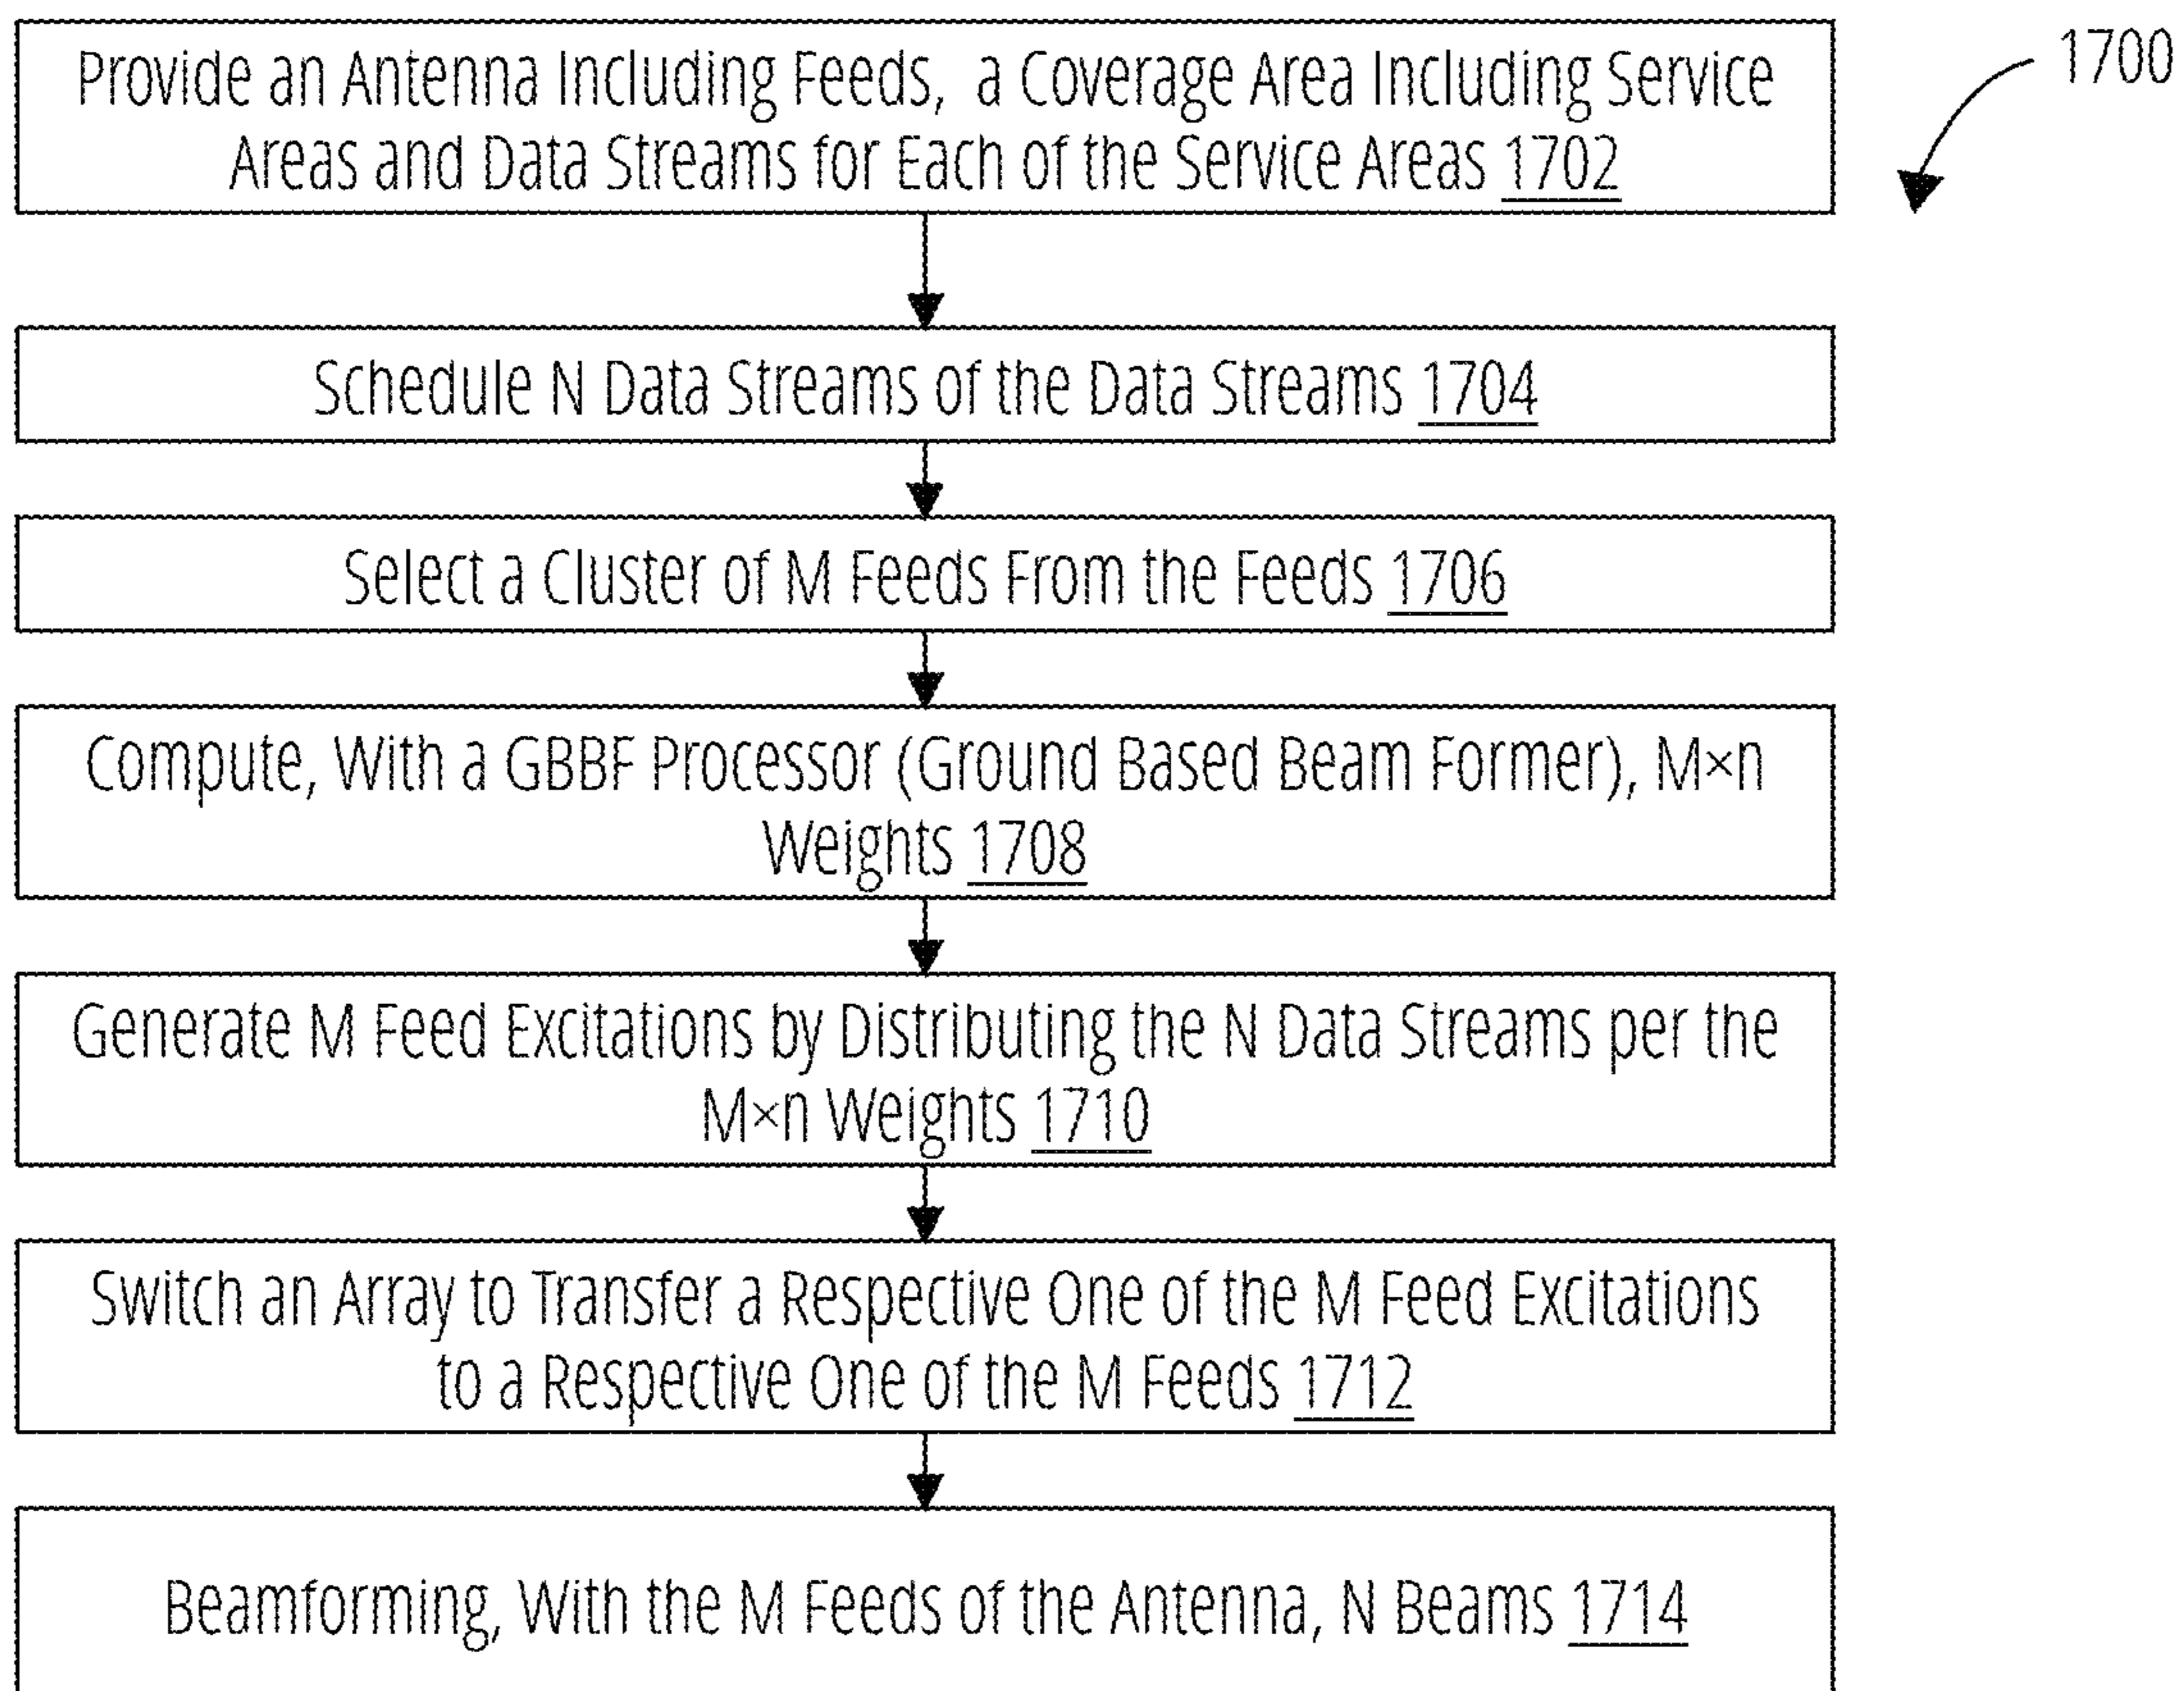 1700
Provide an Antenna Including Feeds, a Coverage Area Including Service
Areas and Data Streams for Each of the Service Areas 1702
Schedule N Data Streams of the Data Streams 1704
Select a Cluster of M Feeds From the Feeds 1706
Compute, With a GBBF Processor (Ground Based Beam Former), M×n
Weights 1708
Generate M Feed Excitations by Distributing the N Data Streams per the
M×n Weights 1710
Switch an Array to Transfer a Respective One of the M Feed Excitations
to a Respective One of the M Feeds 1712
Beamforming, With the M Feeds of the Antenna, N Beams 1714